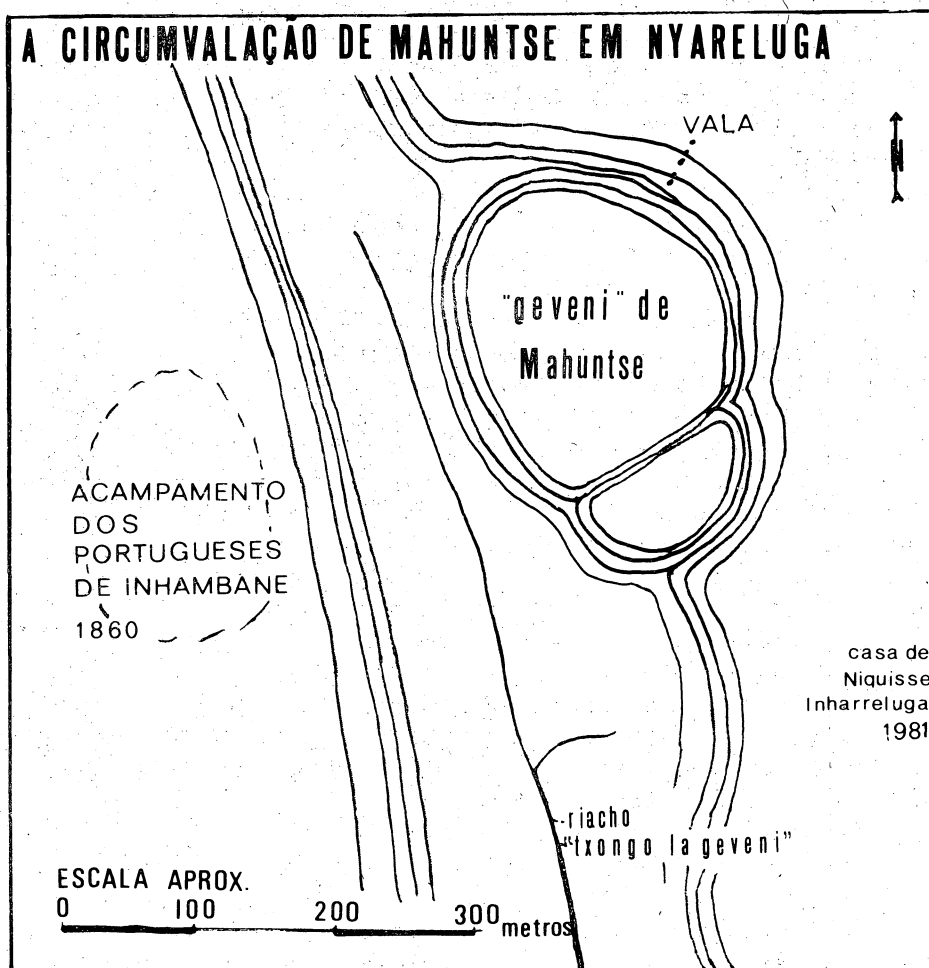 A CIRCUMVALAÇÃO DE MAHUNTSE EM NYARELUGA
VALA
N
"geveni" de
Mahuntse
ACAMPAMENTO
DOS
PORTUGUESES
DE INHAMBANE
1860
casa de
Niquisse
Inharreluga
1981
riacho
"txongo la geveni"
ESCALA APROX.
0 100 200 300 metros